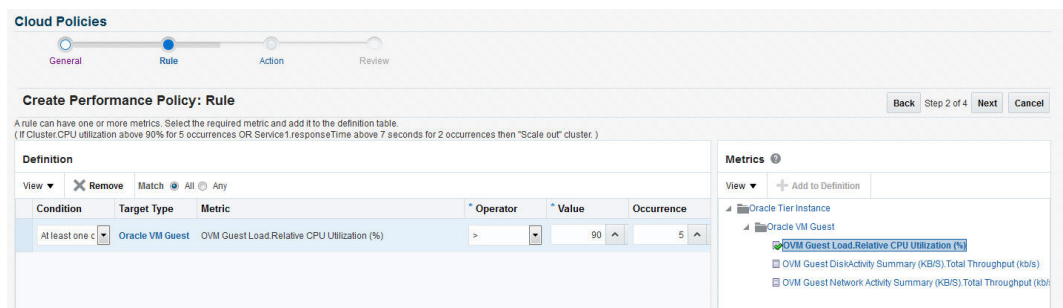 Cloud Policies
General Rule Action Review
Create Performance Policy: Rule
Back Step 2 of 4 Next Cancel
A rule can have one or more metrics. Select the required metric and add it to the definition table.
( If Cluster.CPU utilization above 90% for 5 occurrences OR Service1.responseTime above 7 seconds for 2 occurrences then "Scale out" cluster. )
Definition
View Remove Match All Any
Condition Target Type Metric * Operator * Value Occurrence
At least one c Oracle VM Guest OVM Guest Load.Relative CPU Utilization (%) > 90 5
Metrics
View Add to Definition
Oracle Tier Instance
Oracle VM Guest
OVM Guest Load.Relative CPU Utilization (%)
OVM Guest DiskActivity Summary (KB/S).Total Throughput (kb/s)
OVM Guest Network Activity Summary (KB/S).Total Throughput (kb/